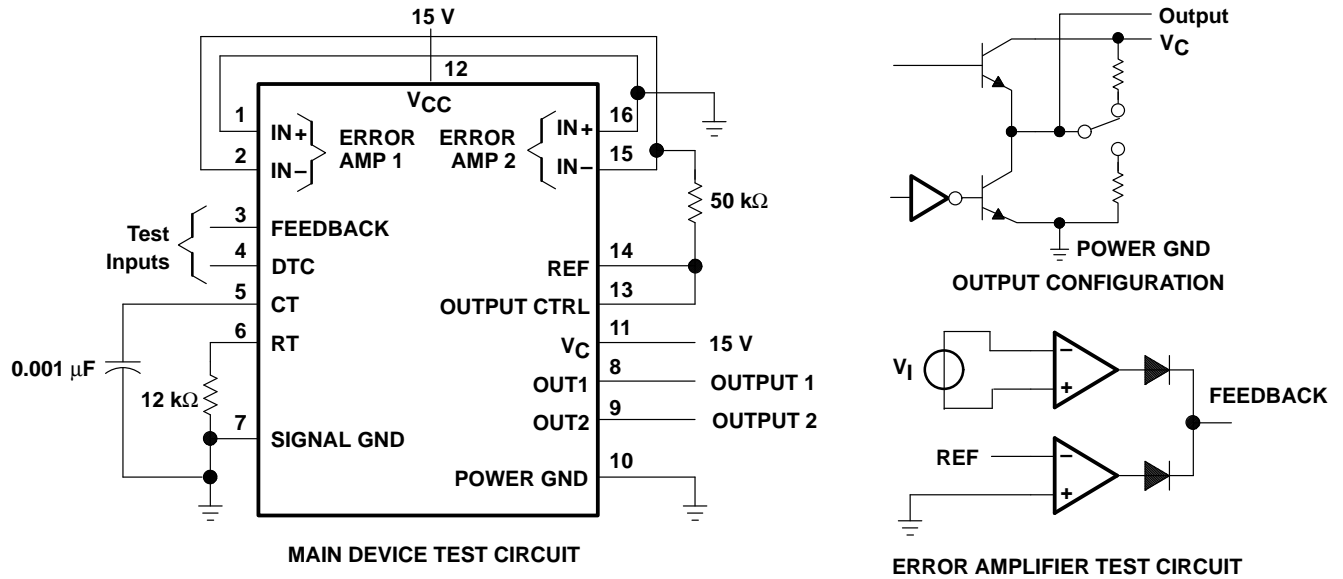 15 V
12
VCC
1
IN+
2
IN−
ERROR
AMP 1
ERROR
AMP 2
IN+
16
IN−
15
50 kΩ
Test
Inputs
3
FEEDBACK
4
DTC
5
CT
6
RT
7
SIGNAL GND
0.001 μF
12 kΩ
REF
14
OUTPUT CTRL
13
VC
11
15 V
OUT1
8
OUTPUT 1
OUT2
9
OUTPUT 2
POWER GND
10
MAIN DEVICE TEST CIRCUIT
Output
VC
POWER GND
OUTPUT CONFIGURATION
VI
−
+
FEEDBACK
REF
−
+
ERROR AMPLIFIER TEST CIRCUIT